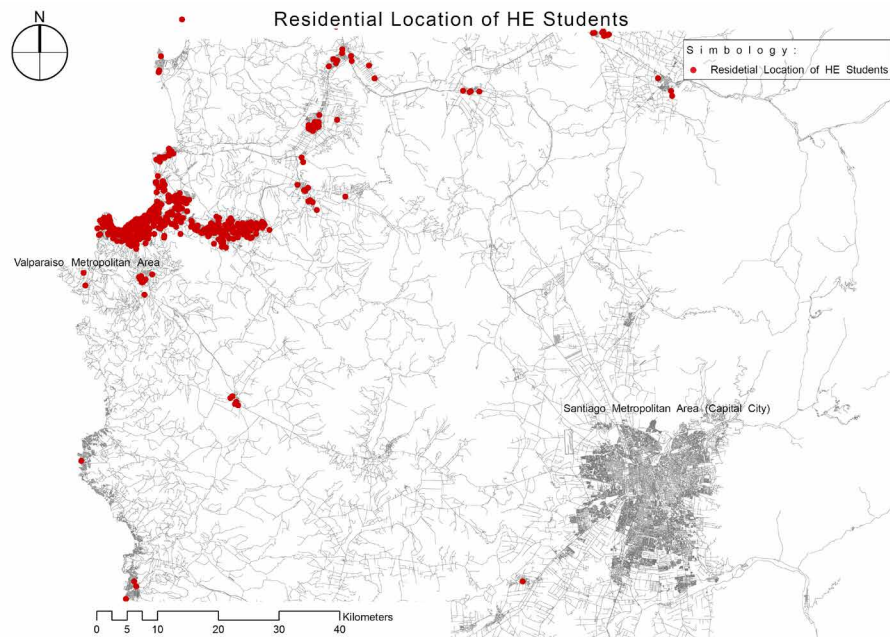 Residential Location of HE Students
N
Simbology:
Residetial Location of HE Students
Valparaiso Metropolitan Area
Santiago Metropolitan Area (Capital City)
Kilometers
0 5 10 20 30 40